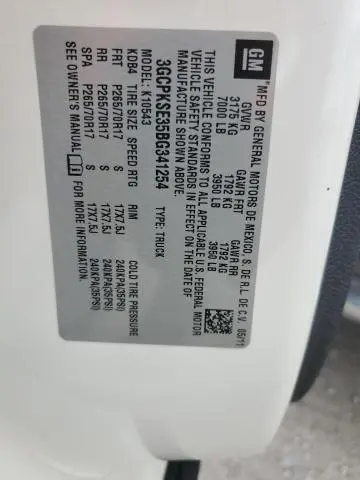 GM
MFD BY GENERAL MOTORS DE MEXICO, S. DE R.L. DE C.V. 05/11
GVWR GAWR FRT GAWR RR
3175 KG 1792 KG 1792 KG
7000 LB 3950 LB 3950 LB
THIS VEHICLE CONFORMS TO ALL APPLICABLE U.S. FEDERAL MOTOR
VEHICLE SAFETY STANDARDS IN EFFECT ON THE DATE OF
MANUFACTURE SHOWN ABOVE.
3GCPKSE35BG341254 TYPE: TRUCK
MODEL: K10543
KDB4 TIRE SIZE SPEED RTG RIM COLD TIRE PRESSURE
FRT P265/70R17 S 17X7.5J 240KPA(35PSI)
RR P265/70R17 S 17X7.5J 240KPA(35PSI)
SPA P265/70R17 S 17X7.5J 240KPA(35PSI)
SEE OWNER'S MANUAL